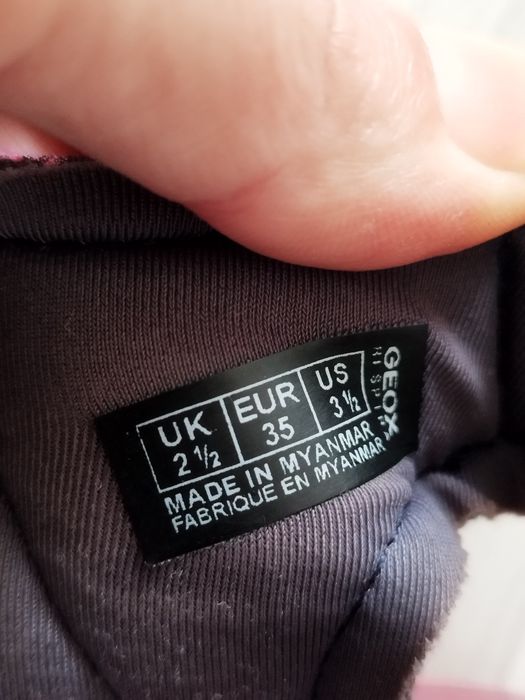 UK EUR US
2 ½ 35 3 ½
MADE IN MYANMAR
FABRIQUE EN MYANMAR
GEOX